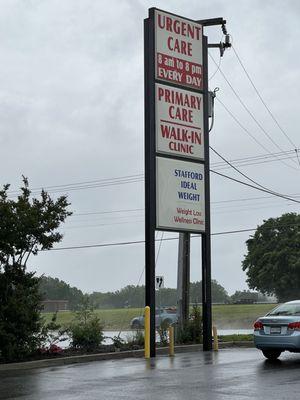 URGENT
CARE
8 am to 8 pm
EVERY DAY
PRIMARY
CARE
WALK-IN
CLINIC
STAFFORD
IDEAL
WEIGHT
Weight Loss
Wellness Clinic